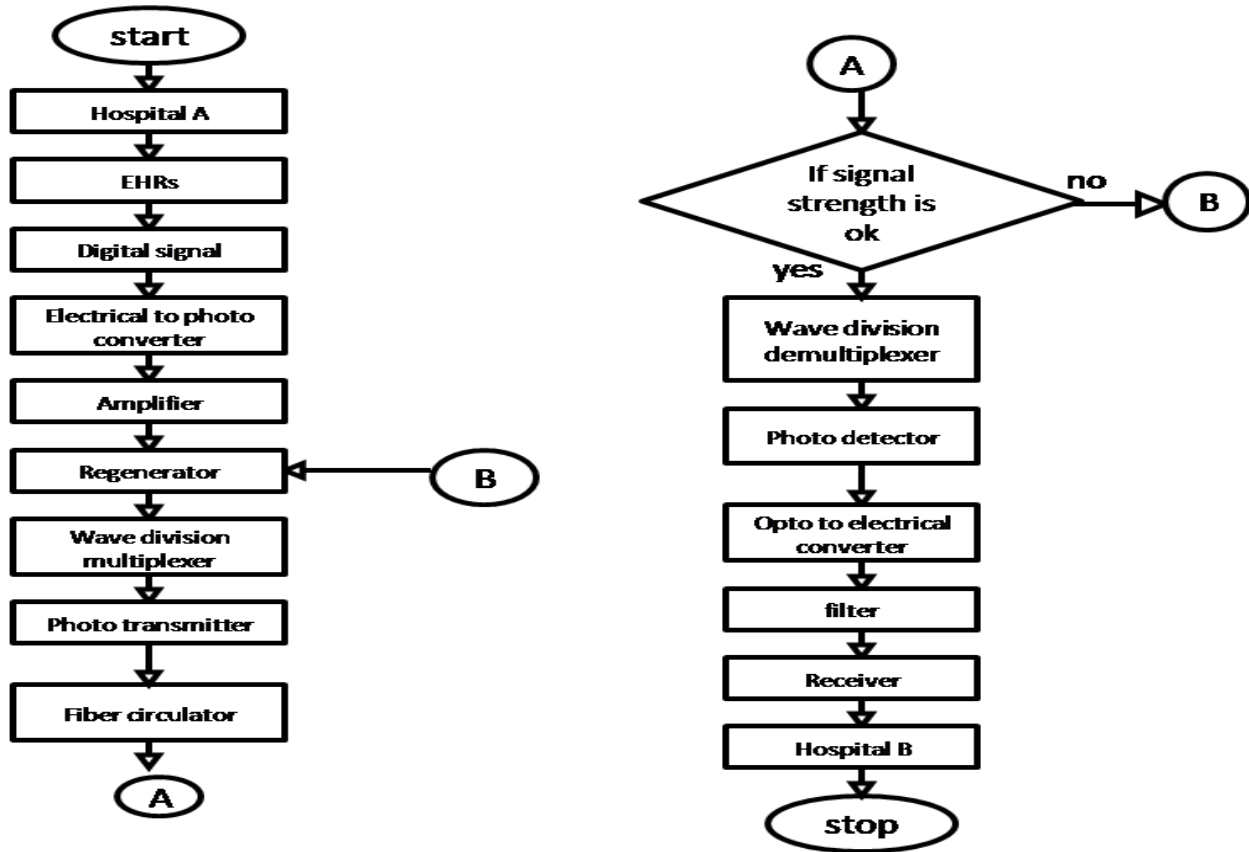 start
Hospital A
EHRs
Digital signal
Electrical to photo
converter
Amplifier
Regenerator
B
Wave division
multiplexer
Photo transmitter
Fiber circulator
A
A
If signal
strength is
ok
no
B
yes
Wave division
demultiplexer
Photo detector
Opto to electrical
converter
filter
Receiver
Hospital B
stop